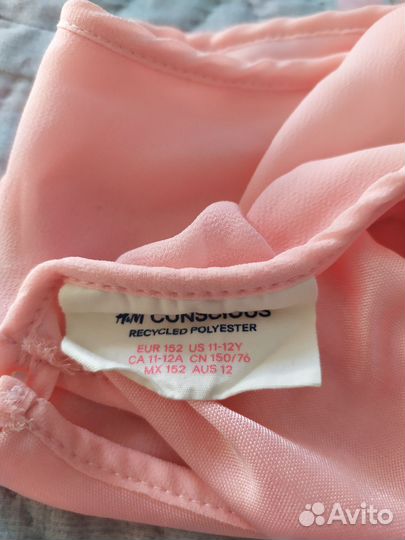 H&M CONSCIOUS
RECYCLED POLYESTER
EUR 152 US 11-12Y
CA 11-12A CN 150/76
MX 152 AUS 12
Avito